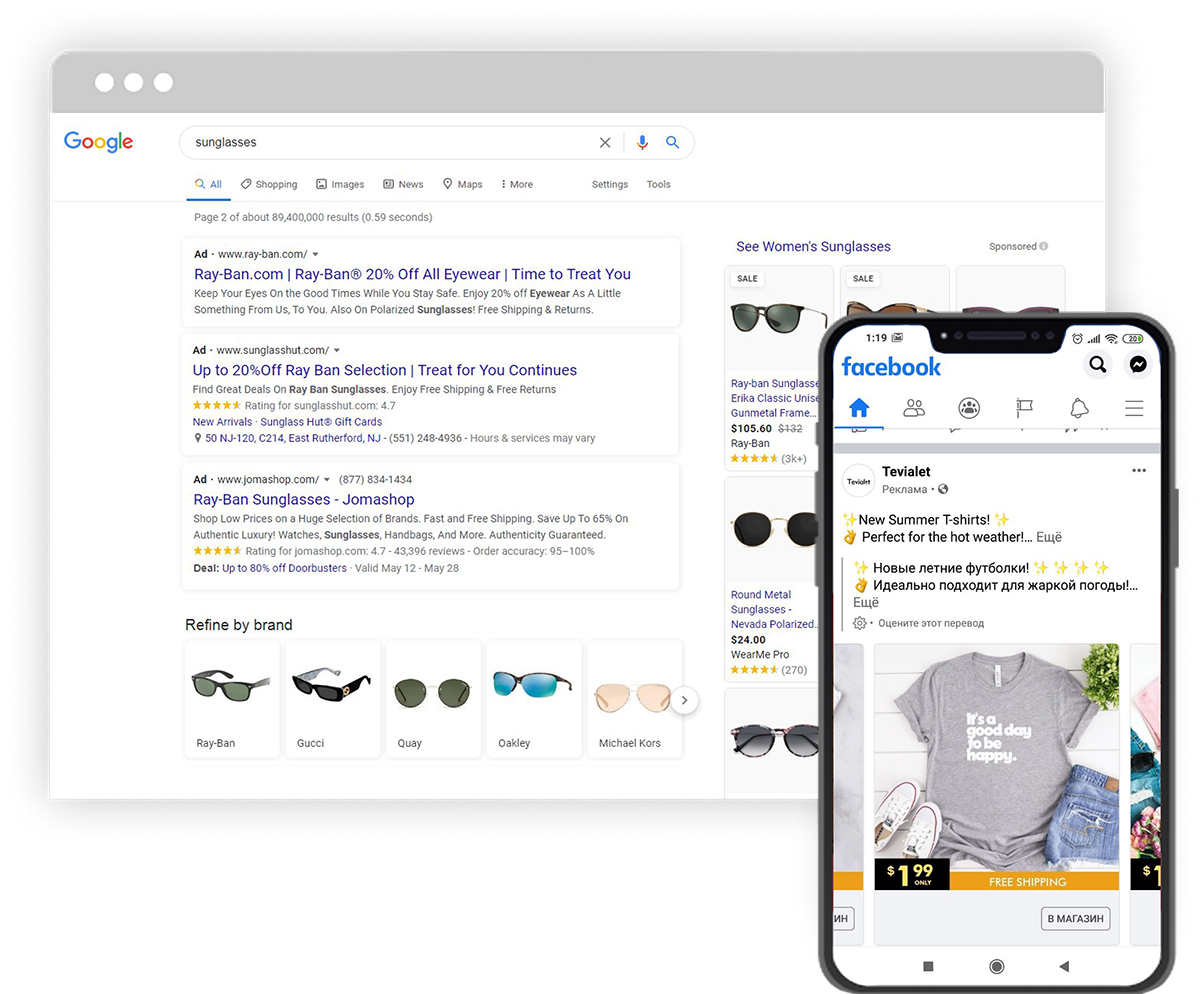 Google
sunglasses
All
Shopping
Images
News
Maps
More
Settings
Tools
Page 2 of about 89,400,000 results (0.59 seconds)
Ad · www.ray-ban.com/
Ray-Ban.com | Ray-Ban® 20% Off All Eyewear | Time to Treat You
Keep Your Eyes On the Good Times While You Stay Safe. Enjoy 20% off Eyewear As A Little
Something From Us, To You. Also On Polarized Sunglasses! Free Shipping & Returns.
Ad · www.sunglasshut.com/
Up to 20%Off Ray Ban Selection | Treat for You Continues
Find Great Deals On Ray Ban Sunglasses. Enjoy Free Shipping & Free Returns
Rating for sunglasshut.com: 4.7
New Arrivals · Sunglass Hut® Gift Cards
50 NJ-120, C214, East Rutherford, NJ - (551) 248-4936 - Hours & services may vary
Ad · www.jomashop.com/ (877) 834-1434
Ray-Ban Sunglasses - Jomashop
Shop Low Prices on a Huge Selection of Brands. Fast and Free Shipping. Save Up To 65% On
Authentic Luxury! Watches, Sunglasses, Handbags, And More. Authenticity Guaranteed.
Rating for jomashop.com: 4.7 - 43,396 reviews - Order accuracy: 95–100%
Deal: Up to 80% off Doorbusters · Valid May 12 - May 28
Refine by brand
Ray-Ban
Gucci
Quay
Oakley
Michael Kors
See Women's Sunglasses
Sponsored
SALE
SALE
Ray-ban Sunglasse
Erika Classic Unise
Gunmetal Frame...
$105.60 $132
Ray-Ban
(3k+)
Round Metal
Sunglasses -
Nevada Polarized...
$24.00
WearMe Pro
(270)
1:19
20
facebook
Tevialet
Tevialet
Реклама ·
✨New Summer T-shirts! ✨
👌 Perfect for the hot weather!... Ещё
✨ Новые летние футболки! ✨ ✨ ✨ ✨
👌 Идеально подходит для жаркой погоды!...
Ещё
· Оцените этот перевод
It's a
good day
to be
happy.
$1.99
ONLY
FREE SHIPPING
$1
ИН
В МАГАЗИН